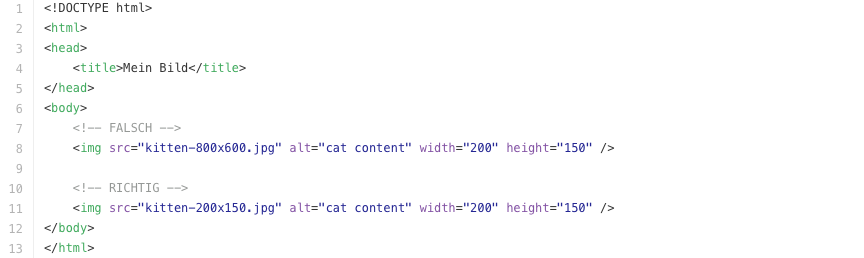 1 <!DOCTYPE html>
2 <html>
3 <head>
4     <title>Mein Bild</title>
5 </head>
6 <body>
7     <!-- FALSCH -->
8     <img src="kitten-800x600.jpg" alt="cat content" width="200" height="150" />
9
10     <!-- RICHTIG -->
11     <img src="kitten-200x150.jpg" alt="cat content" width="200" height="150" />
12 </body>
13 </html>